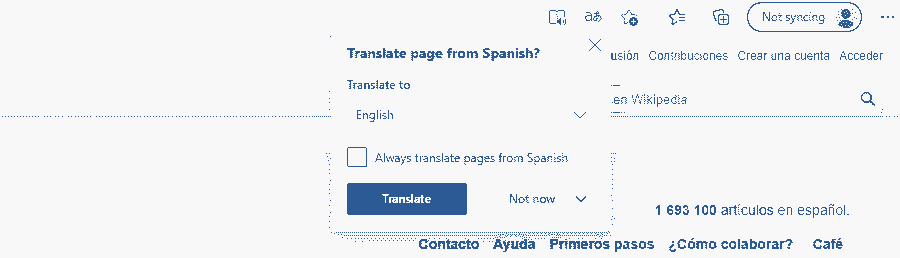 aあ Not syncing
Translate page from Spanish?
usión Contribuciones Crear una cuenta Acceder
Translate to
en Wikipedia
English
Always translate pages from Spanish
Translate Not now
1 693 100 artículos en español.
Contacto Ayuda Primeros pasos ¿Cómo colaborar? Café